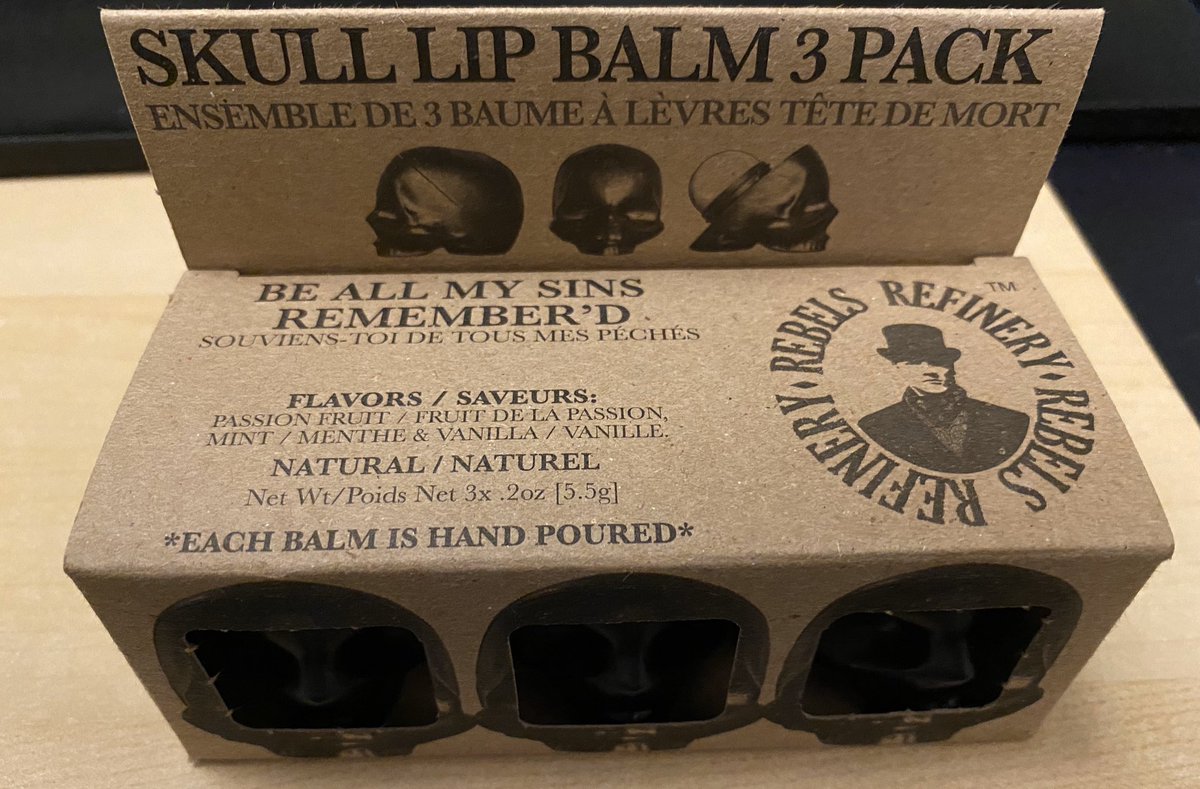 SKULL LIP BALM 3 PACK
ENSEMBLE DE 3 BAUME À LÈVRES TÊTE DE MORT
BE ALL MY SINS
REMEMBER'D
SOUVIENS-TOI DE TOUS MES PÉCHÉS
FLAVORS / SAVEURS:
PASSION FRUIT / FRUIT DE LA PASSION,
MINT / MENTHE & VANILLA / VANILLE.
NATURAL / NATUREL
Net Wt/Poids Net 3x .2oz [5.5g]
*EACH BALM IS HAND POURED*
REBELS REFINERY • REBELS REFINERY •
TM